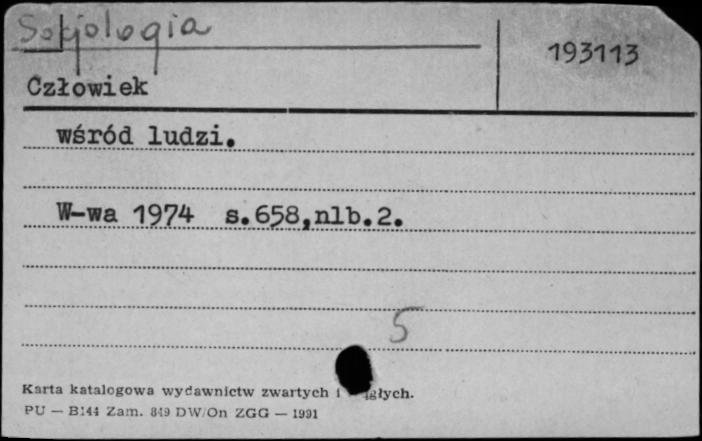 Socjologia
193113
Człowiek
wśród ludzi.
W-wa 1974 s.658,nlb.2.
5
Karta katalogowa wydawnictw zwartych i głych.
PU — B144 Zam. 849 DW/On ZGG — 1991